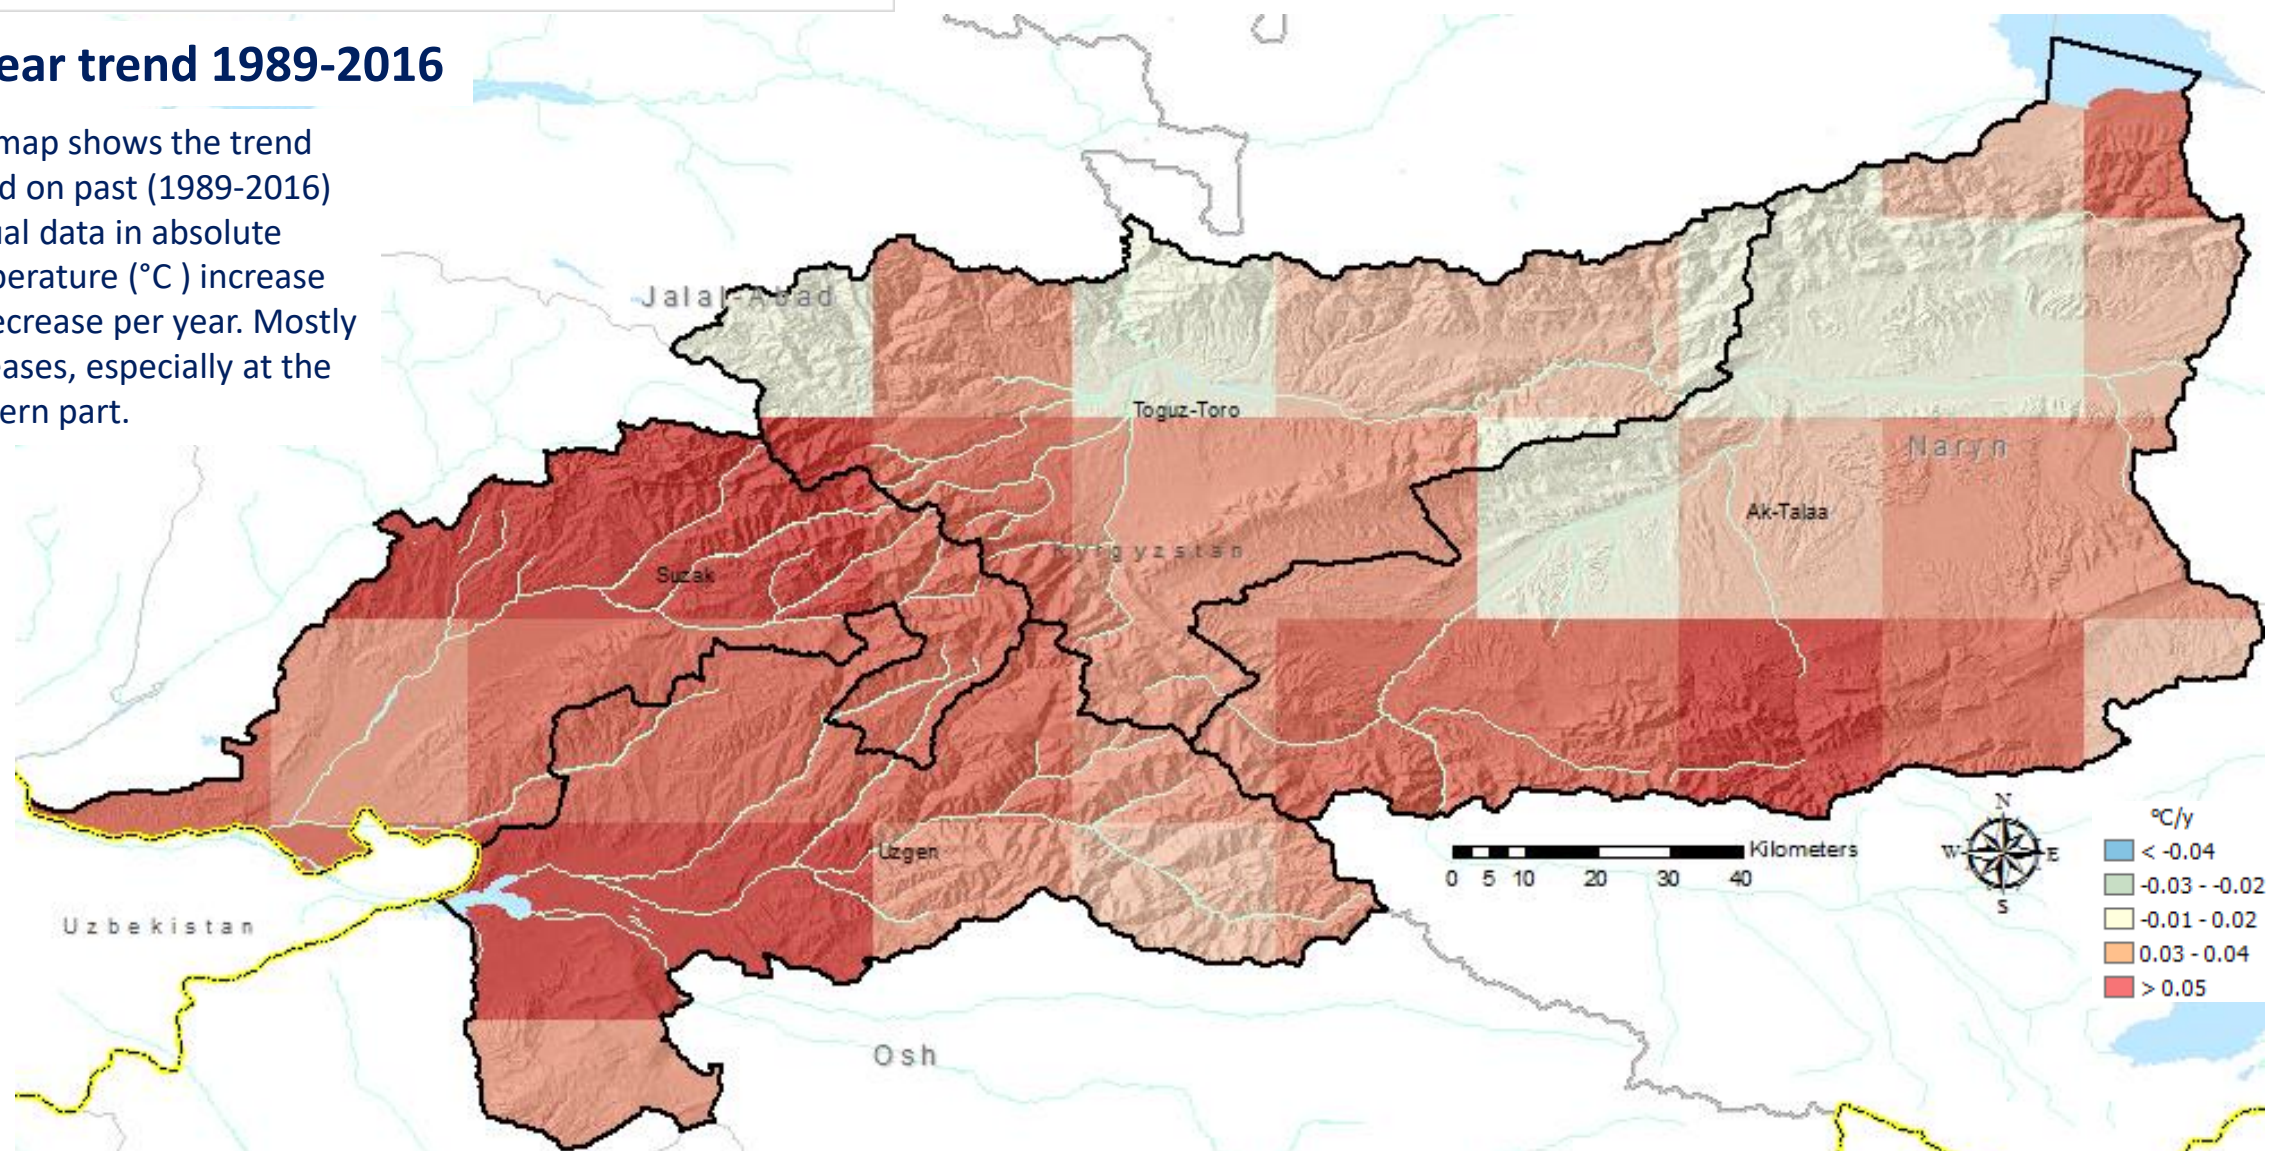 ear trend 1989-2016
map shows the trend
d on past (1989-2016)
ual data in absolute
perature (°C ) increase
ecrease per year. Mostly
eases, especially at the
ern part.
Jalal-Abad
Toguz-Toro
Naryn
Ak-Talaa
Kyrgyzstan
Suzak
Uzgen
Uzbekistan
Osh
Kilometers
0 5 10 20 30 40
N
W E
S
°C/y
< -0.04
-0.03 - -0.02
-0.01 - 0.02
0.03 - 0.04
> 0.05